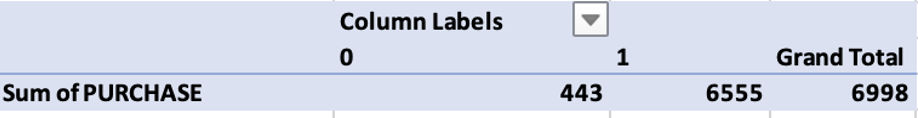 Column Labels
0 1 Grand Total
Sum of PURCHASE 443 6555 6998